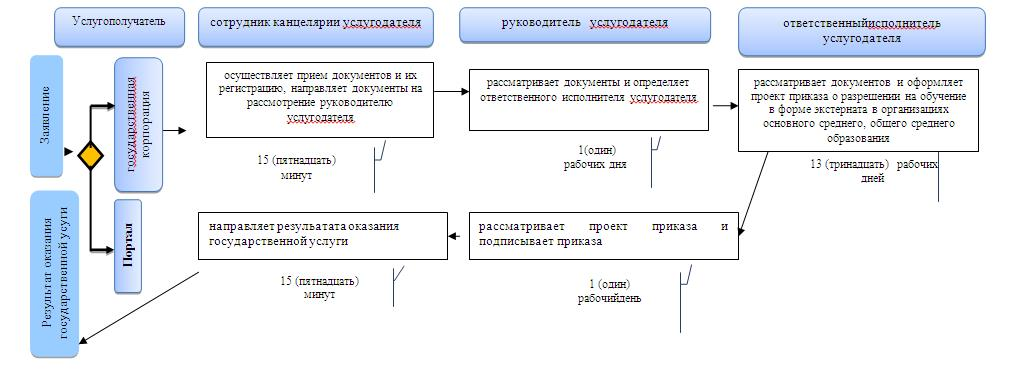 Услугополучатель
сотрудник канцелярии услугодателя
руководитель услугодателя
ответственныйисполнитель
услугодателя
Заявление
государственная
корпорация
осуществляет прием документов и их
регистрацию, направляет документы на
рассмотрение руководителю
услугодателя
рассматривает документы и определяет
ответственного исполнителя услугодателя
рассматривает документов и оформляет
проект приказа о разрешении на обучение
в форме экстерната в организациях
основного среднего, общего среднего
образования
15 (пятнадцать)
минут
1(один)
рабочих дня
13 (тринадцать) рабочих
дней
Результат оказания
государственной усуги
Портал
направляет резульатата оказания
государственной услуги
рассматривает проект приказа и
подписывает приказа
15 (пятнадцать)
минут
1 (один)
рабочийдень